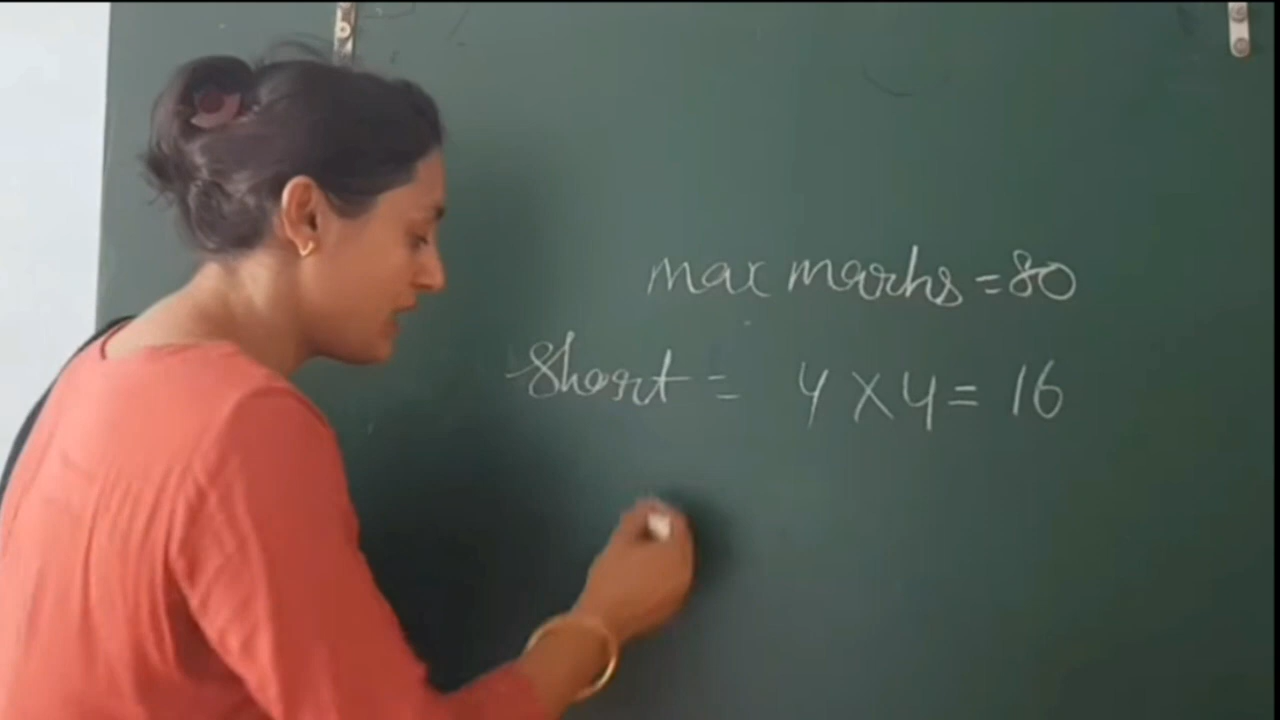 max marks = 80
Short = 4 x 4 = 16